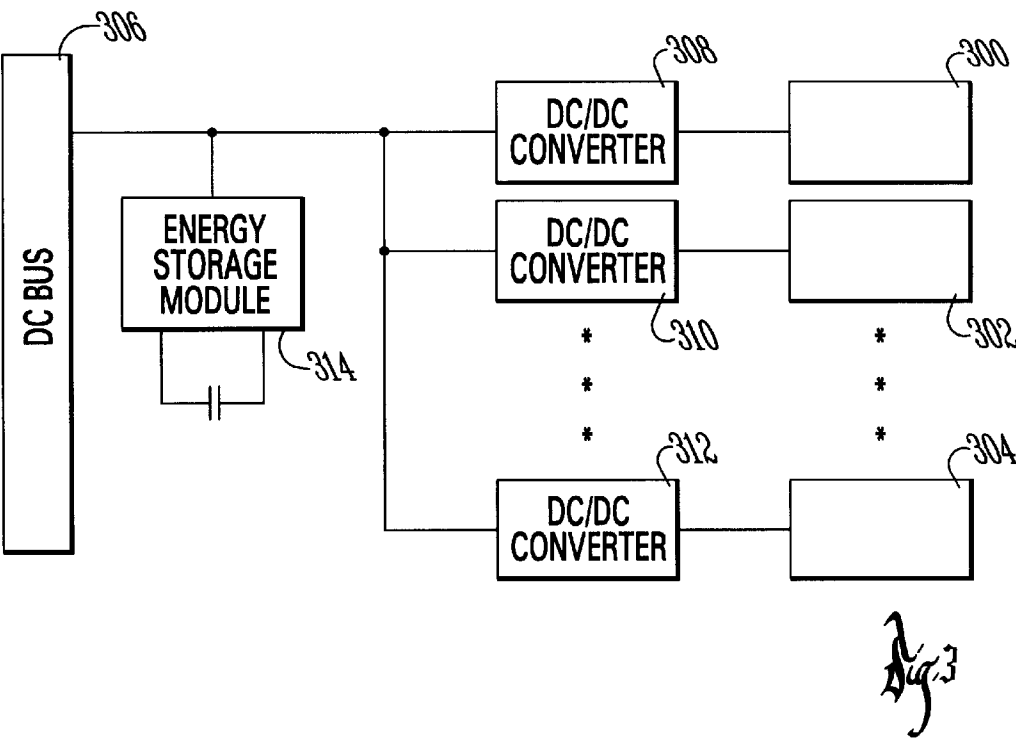 306
308
300
DC/DC
CONVERTER
DC BUS
ENERGY
STORAGE
MODULE
314
DC/DC
CONVERTER
310
302
*
*
*
*
*
*
312
304
DC/DC
CONVERTER
Fig. 3